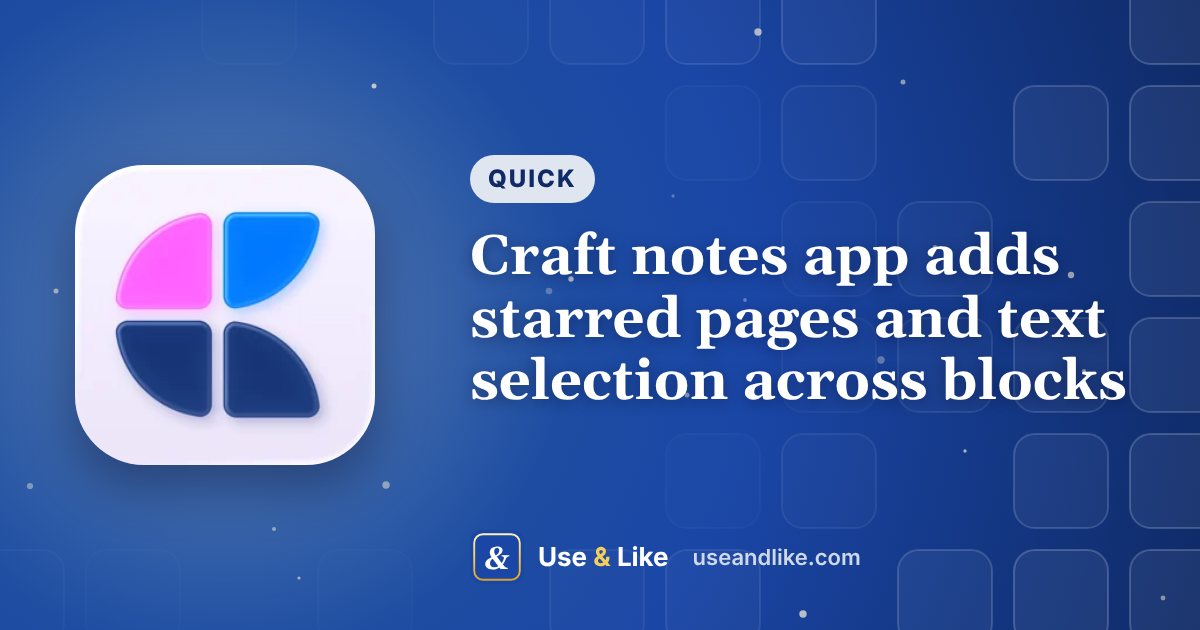 QUICK
Craft notes app adds
starred pages and text
selection across blocks
& Use & Like useandlike.com